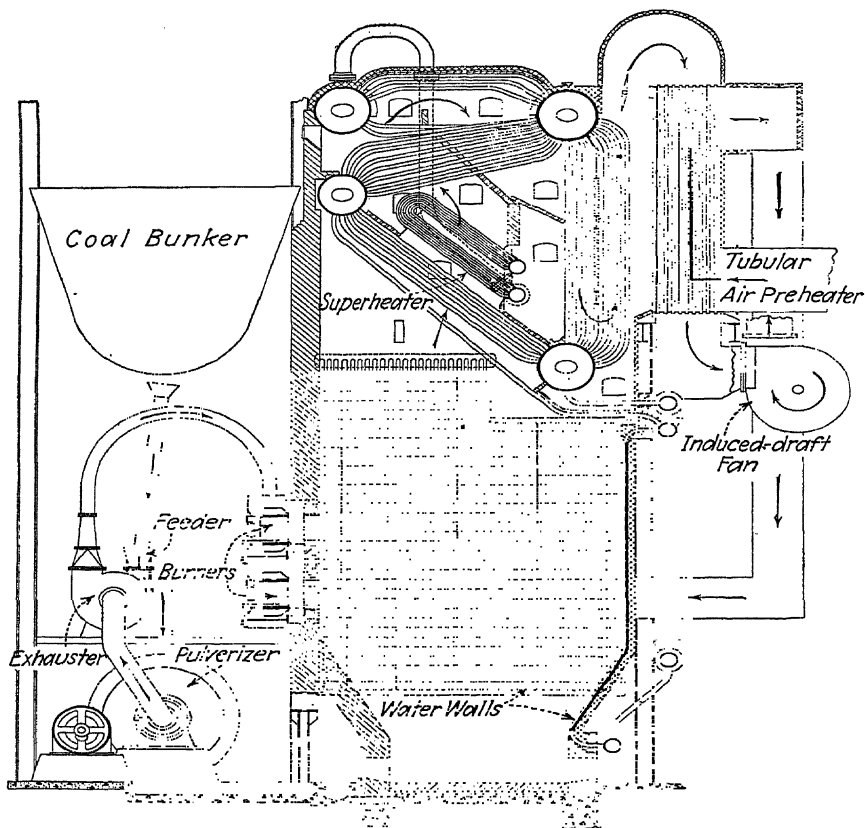 Coal Bunker
Superheater
Tubular
Air Preheater
Induced-draft
Fan
Feeder
Burners
Exhauster
Pulverizer
Water Walls